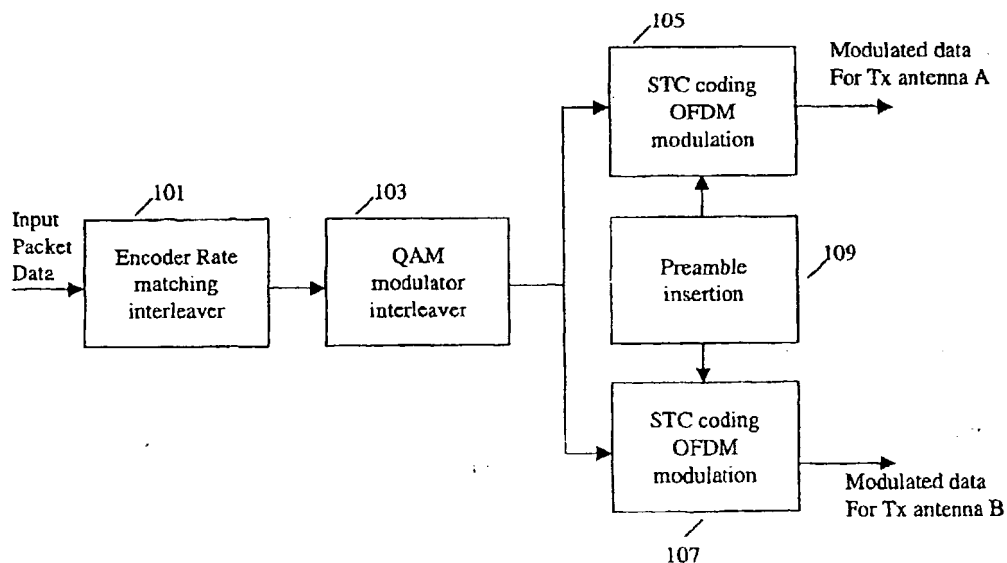 105
Modulated data
For Tx antenna A
STC coding
OFDM
modulation
101
103
Input
Packet
Data
Encoder Rate
matching
interleaver
QAM
modulator
interleaver
Preamble
insertion
109
STC coding
OFDM
modulation
Modulated data
For Tx antenna B
107